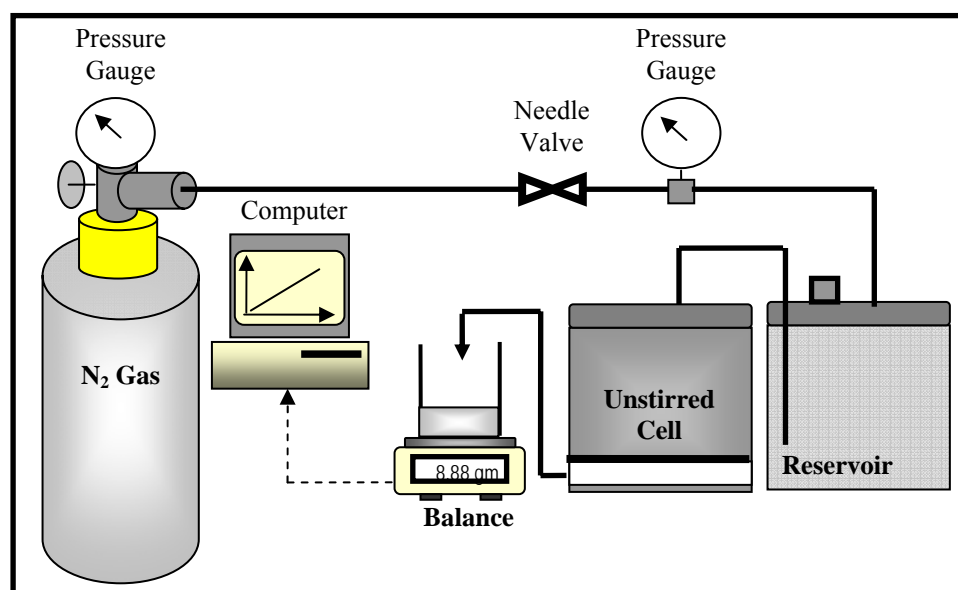 Pressure
Gauge
Pressure
Gauge
Needle
Valve
Computer
N₂ Gas
Unstirred
Cell
Reservoir
8.88 gm
Balance